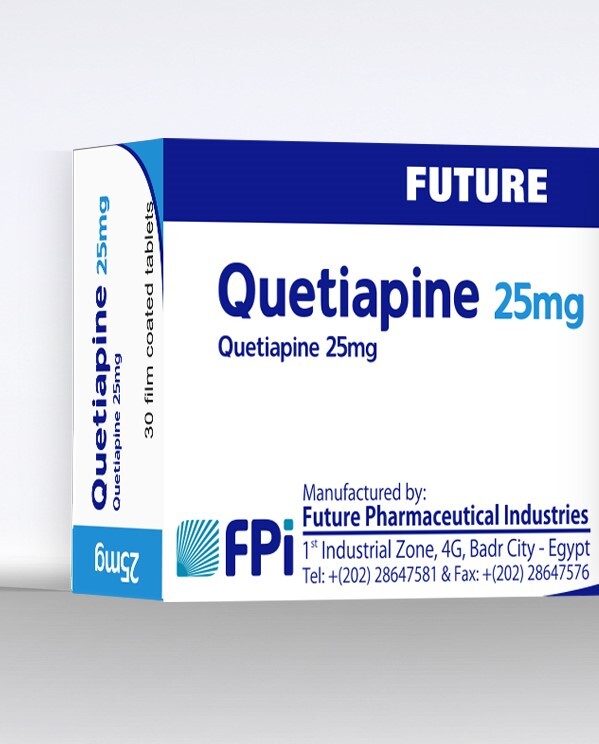 FUTURE
Quetiapine 25mg
Quetiapine 25mg
Manufactured by:
Future Pharmaceutical Industries
1st Industrial Zone, 4G, Badr City - Egypt
Tel: +(202) 28647581 & Fax: +(202) 28647576
FPi
Quetiapine 25mg
Quetiapine 25mg
30 film coated tablets
25mg